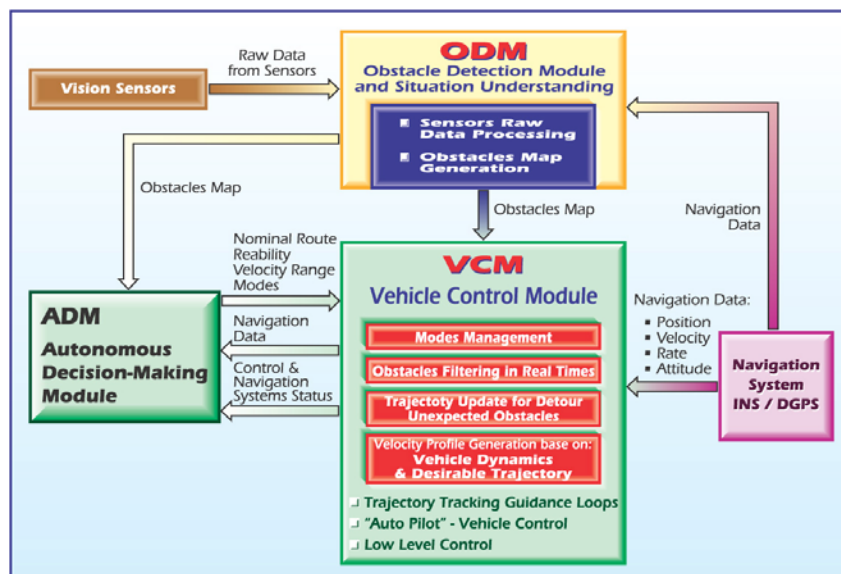 Vision Sensors
Raw Data
from Sensors
ODM
Obstacle Detection Module
and Situation Understanding
Sensors Raw
Data Processing
Obstacles Map
Generation
Obstacles Map
Obstacles Map
Navigation
Data
Nominal Route
Reability
Velocity Range
Modes
Navigation
Data
Control &
Navigation
Systems Status
ADM
Autonomous
Decision-Making
Module
VCM
Vehicle Control Module
Modes Management
Obstacles Filtering in Real Times
Trajectoty Update for Detour
Unexpected Obstacles
Velocity Profile Generation base on:
Vehicle Dynamics
& Desirable Trajectory
Trajectory Tracking Guidance Loops
"Auto Pilot" - Vehicle Control
Low Level Control
Navigation Data:
Position
Velocity
Rate
Attitude
Navigation
System
INS / DGPS